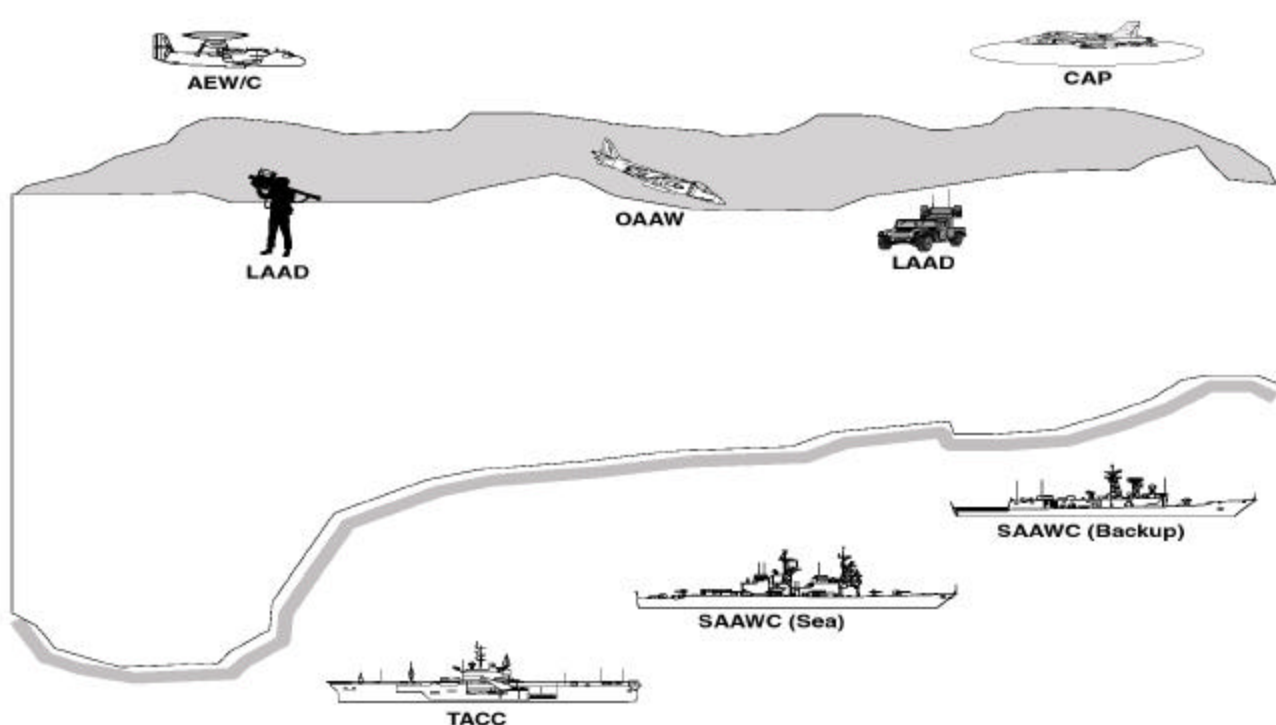 AEW/C
CAP
OAAW
LAAD
LAAD
SAAWC (Backup)
SAAWC (Sea)
TACC